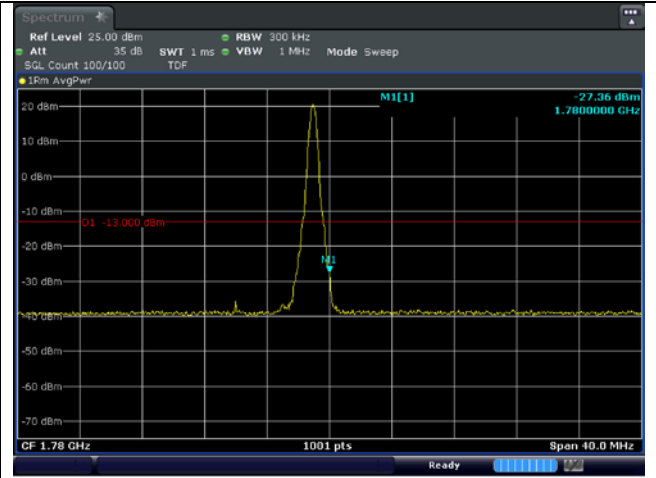 Spectrum
Ref Level 25.00 dBm RBW 300 kHz
Att 35 dB SWT 1 ms VBW 1 MHz Mode Sweep
SGL Count 100/100 TDF
1Rm AvgPwr
M1[1] -27.36 dBm
1.7800000 GHz
20 dBm
10 dBm
0 dBm
-10 dBm
D1 -13.000 dBm
-20 dBm
M1
-30 dBm
-40 dBm
-50 dBm
-60 dBm
-70 dBm
CF 1.78 GHz 1001 pts Span 40.0 MHz
Ready